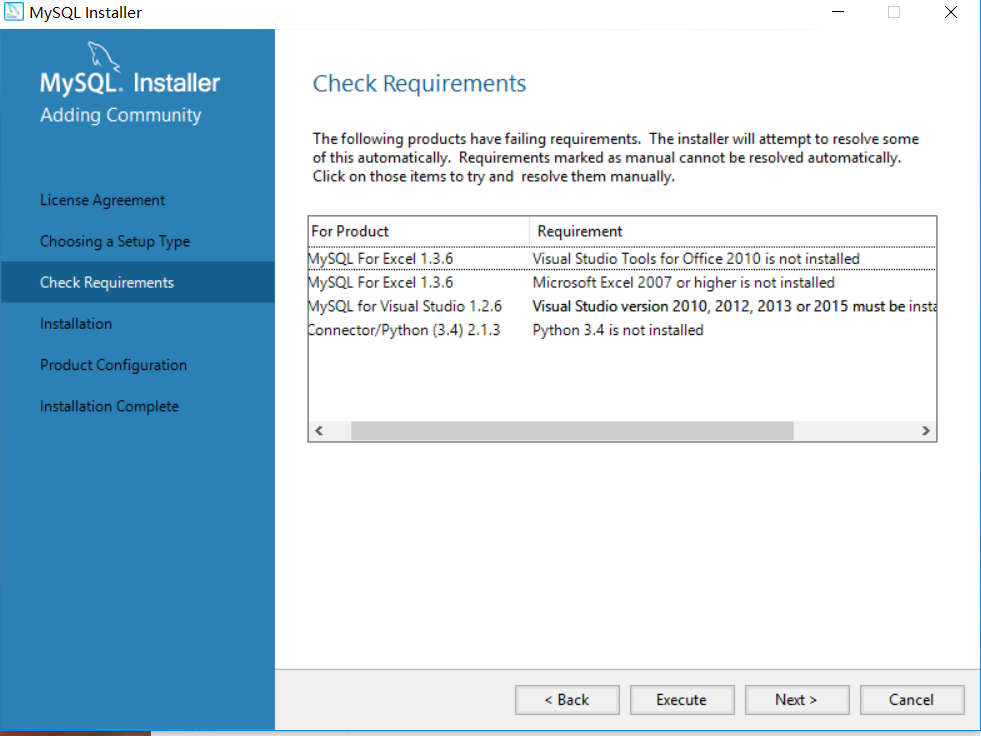 MySQL Installer
MySQL. Installer
Adding Community
License Agreement
Choosing a Setup Type
Check Requirements
Installation
Product Configuration
Installation Complete
Check Requirements
The following products have failing requirements. The installer will attempt to resolve some
of this automatically. Requirements marked as manual cannot be resolved automatically.
Click on those items to try and resolve them manually.
For Product Requirement
MySQL For Excel 1.3.6 Visual Studio Tools for Office 2010 is not installed
MySQL For Excel 1.3.6 Microsoft Excel 2007 or higher is not installed
MySQL for Visual Studio 1.2.6 Visual Studio version 2010, 2012, 2013 or 2015 must be insta
Connector/Python (3.4) 2.1.3 Python 3.4 is not installed
< Back Execute Next > Cancel